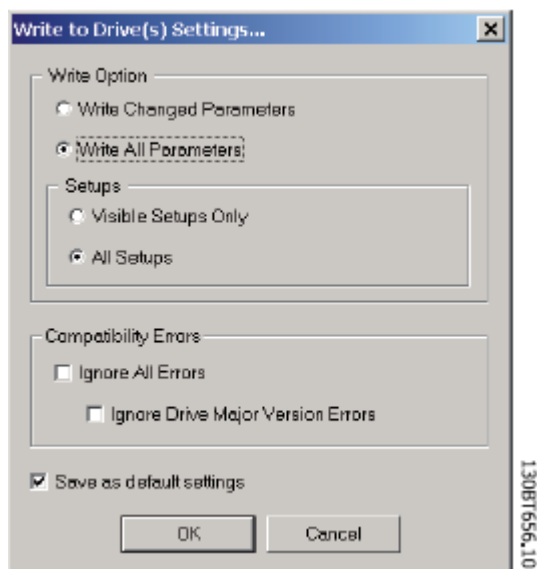 Write to Drive(s) Settings...
Write Option
Write Changed Parameters
Write All Parameters
Setups
Visible Setups Only
All Setups
Compatibility Errors
Ignore All Errors
Ignore Drive Major Version Errors
Save as default settings
OK
Cancel
130BT656.10